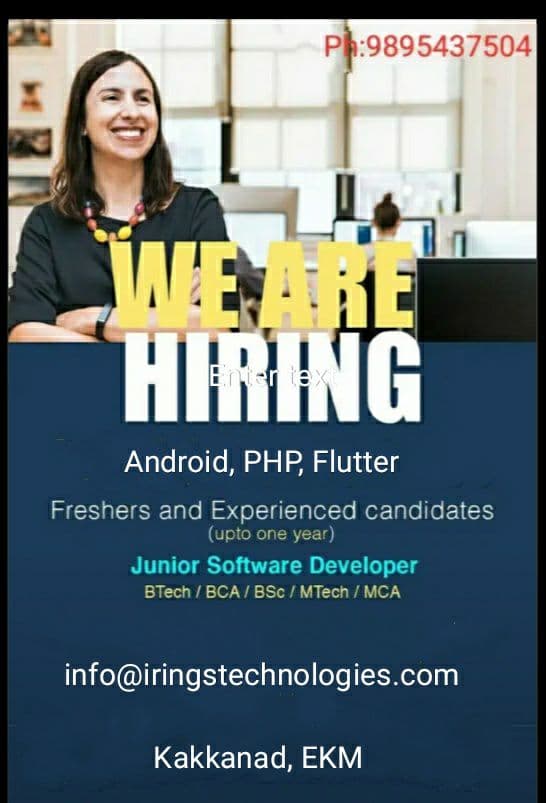 Ph:9895437504
WE ARE
HIRING
Enter text
Android, PHP, Flutter
Freshers and Experienced candidates
(upto one year)
Junior Software Developer
BTech / BCA / BSc / MTech / MCA
info@iringstechnologies.com
Kakkanad, EKM